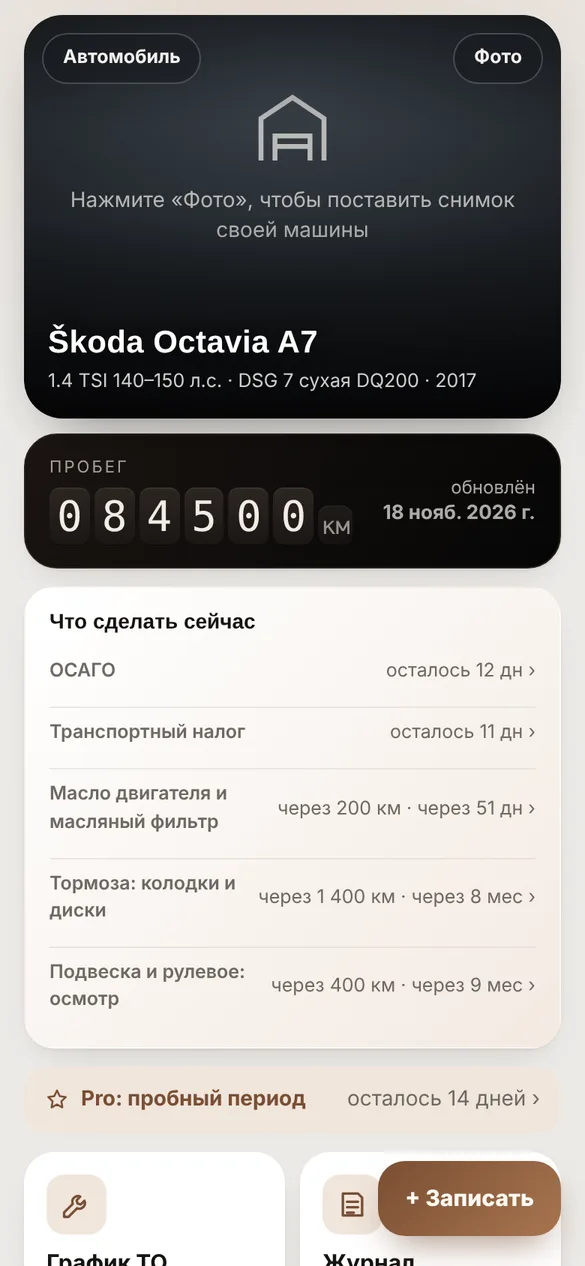 Автомобиль
Фото
Нажмите «Фото», чтобы поставить снимок
своей машины
Škoda Octavia A7
1.4 TSI 140–150 л.с. · DSG 7 сухая DQ200 · 2017
ПРОБЕГ
084500 КМ
обновлён
18 нояб. 2026 г.
Что сделать сейчас
ОСАГО
осталось 12 дн ›
Транспортный налог
осталось 11 дн ›
Масло двигателя и
масляный фильтр
через 200 км · через 51 дн ›
Тормоза: колодки и
диски
через 1 400 км · через 8 мес ›
Подвеска и рулевое:
осмотр
через 400 км · через 9 мес ›
Pro: пробный период
осталось 14 дней ›
+ Записать
График ТО
Журнал